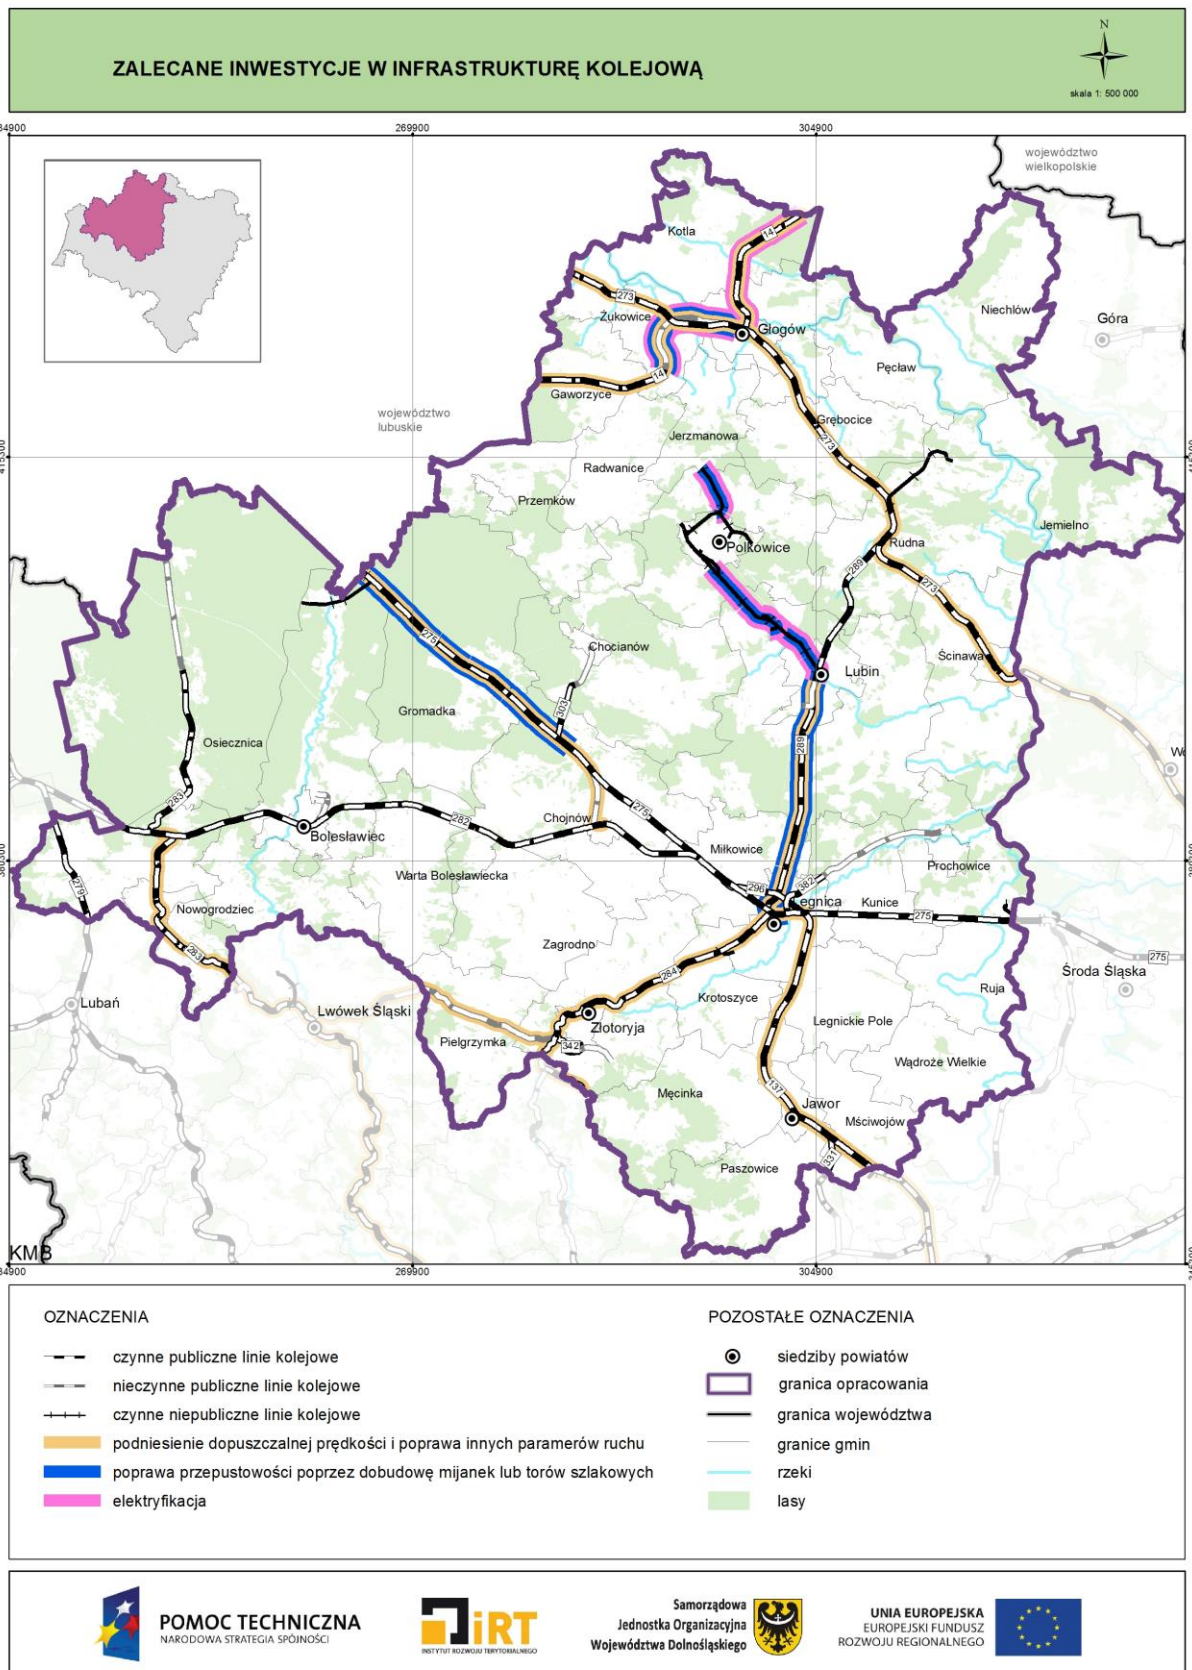 ZALECANE INWESTYCJE W INFRASTRUKTURĘ KOLEJOWĄ
N
skala 1: 500 000
269900
304900
województwo
wielkopolskie
Kotla
14
273
Żukowice
Głogów
Niechlów
Góra
14
Gaworzyce
Pęcław
województwo
lubuskie
Grębocice
273
Jerzmanowa
Radwanice
Przemków
Jemielno
Polkowice
Rudna
289
273
Chocianów
275
Ścinawa
Lubin
303
Gromadka
Osiecznica
289
283
275
Chojnów
282
Bolesławiec
Miłkowice
Prochowice
279
Warta Bolesławiecka
296
382
Legnica
Kunice
275
Nowogrodziec
Zagrodno
283
275
284
Środa Śląska
Krotoszyce
Ruja
Lubań
Lwówek Śląski
Złotoryja
Legnickie Pole
Pielgrzymka
342
Wądroże Wielkie
137
Męcinka
Jawor
Mściwojów
331
Paszowice
KMB
269900
304900
OZNACZENIA
czynne publiczne linie kolejowe
nieczynne publiczne linie kolejowe
czynne niepubliczne linie kolejowe
podniesienie dopuszczalnej prędkości i poprawa innych paramerów ruchu
poprawa przepustowości poprzez dobudowę mijanek lub torów szlakowych
elektryfikacja
POZOSTAŁE OZNACZENIA
siedziby powiatów
granica opracowania
granica województwa
granice gmin
rzeki
lasy
POMOC TECHNICZNA
NARODOWA STRATEGIA SPÓJNOŚCI
iRT
INSTYTUT ROZWOJU TERYTORIALNEGO
Samorządowa
Jednostka Organizacyjna
Województwa Dolnośląskiego
UNIA EUROPEJSKA
EUROPEJSKI FUNDUSZ
ROZWOJU REGIONALNEGO